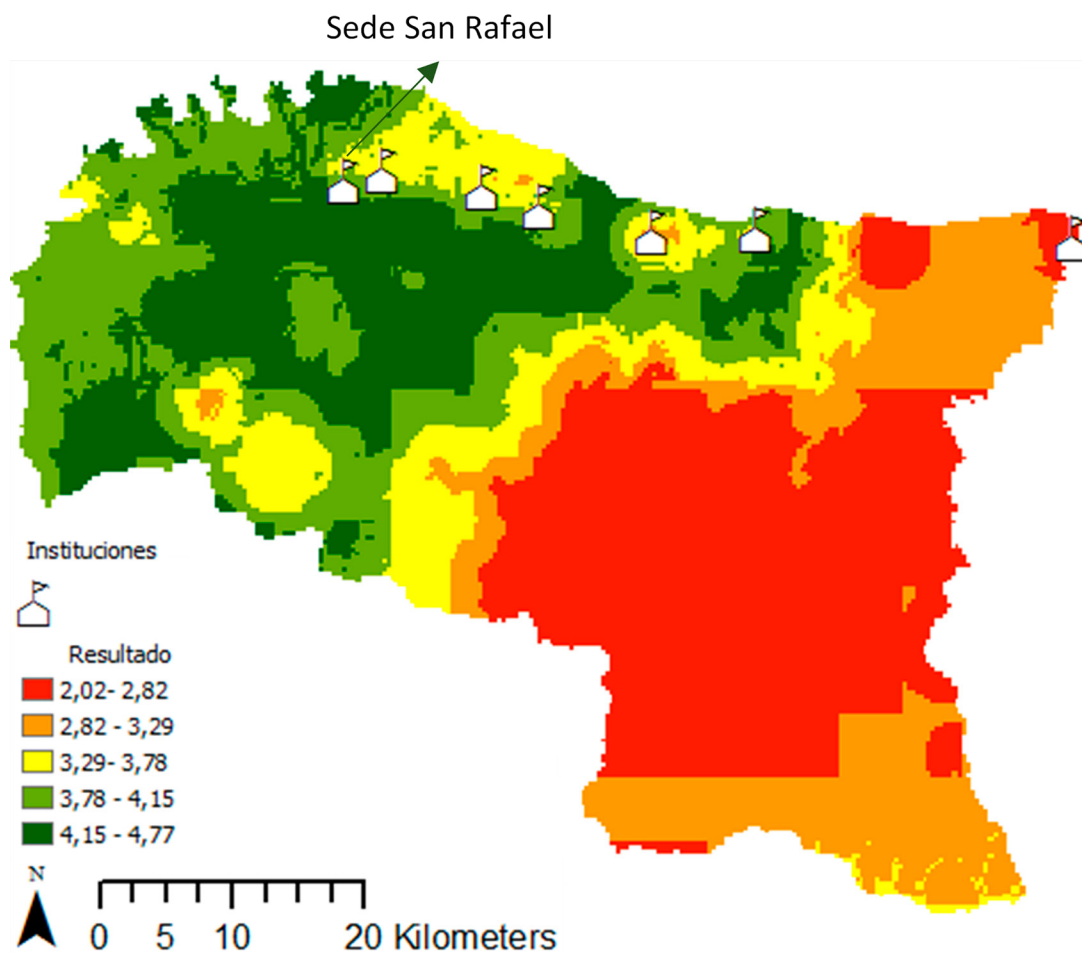 Sede San Rafael
Instituciones
Resultado
2,02- 2,82
2,82 - 3,29
3,29- 3,78
3,78 - 4,15
4,15 - 4,77
N
0 5 10 20 Kilometers